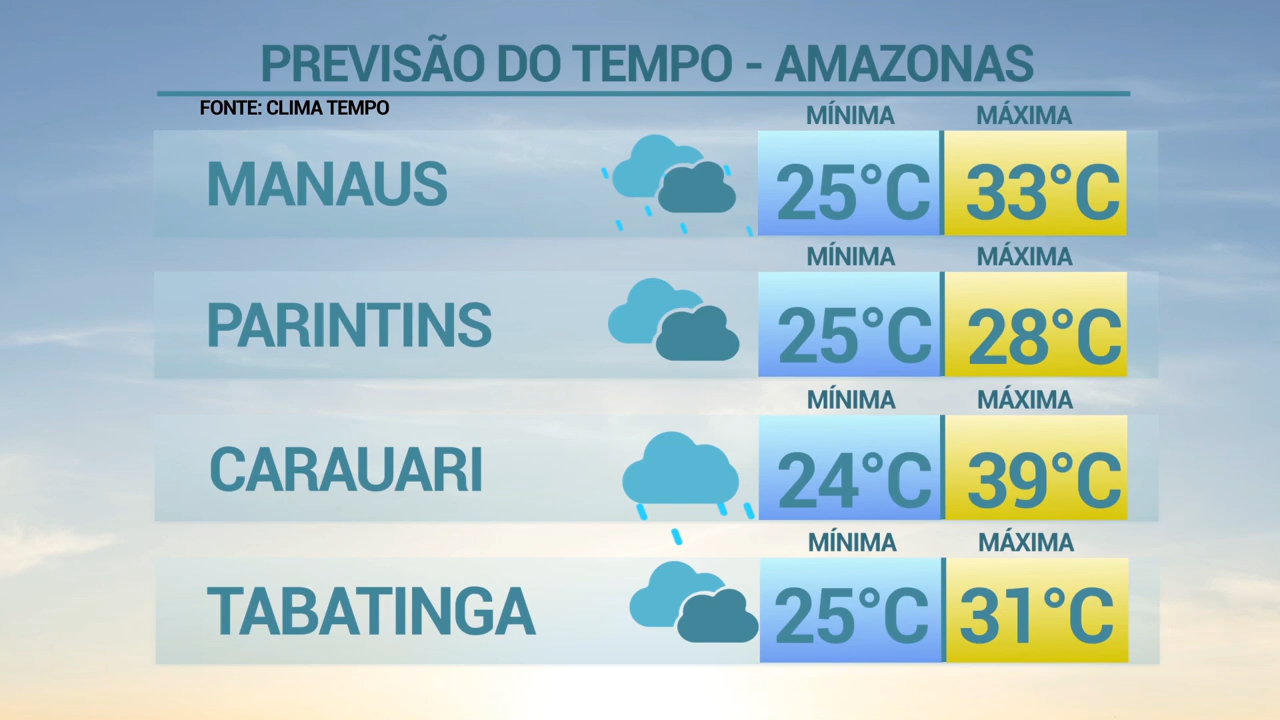 PREVISÃO DO TEMPO - AMAZONAS
FONTE: CLIMA TEMPO
MÍNIMA MÁXIMA
MANAUS 25°C 33°C
MÍNIMA MÁXIMA
PARINTINS 25°C 28°C
MÍNIMA MÁXIMA
CARAUARI 24°C 39°C
MÍNIMA MÁXIMA
TABATINGA 25°C 31°C